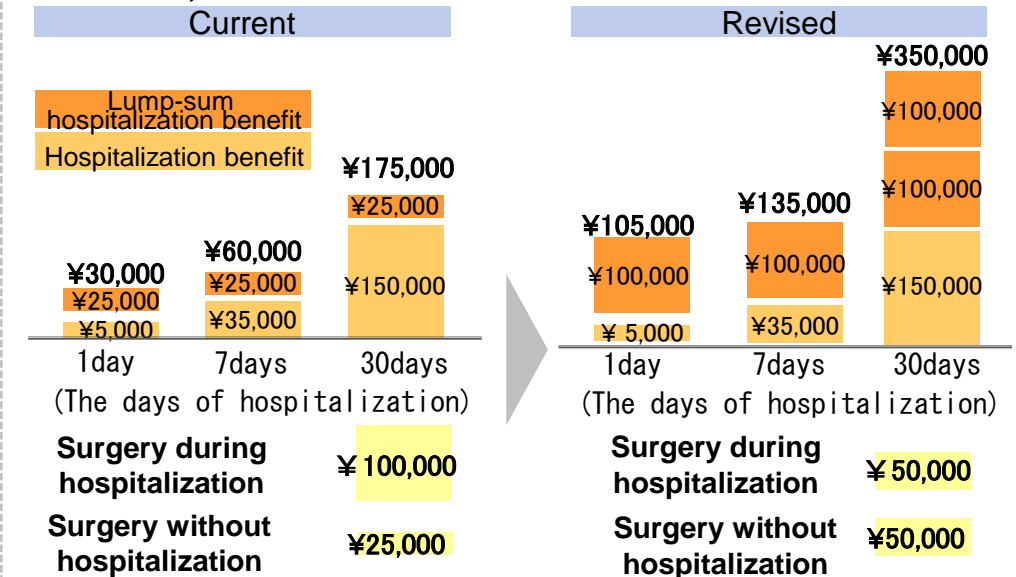 Current
Lump-sum
hospitalization benefit
Hospitalization benefit
¥175,000
¥25,000
¥150,000
¥60,000
¥25,000
¥35,000
¥30,000
¥25,000
¥5,000
1day 7days 30days
(The days of hospitalization)
Surgery during
hospitalization
¥ 100,000
Surgery without
hospitalization
¥25,000
Revised
¥350,000
¥100,000
¥100,000
¥150,000
¥135,000
¥100,000
¥35,000
¥105,000
¥100,000
¥ 5,000
1day 7days 30days
(The days of hospitalization)
Surgery during
hospitalization
¥ 50,000
Surgery without
hospitalization
¥50,000